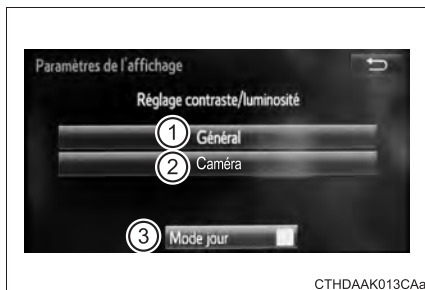 Paramètres de l'affichage
Réglage contraste/luminosité
1 Général
2 Caméra
3 Mode jour
CTHDAAK013CAa